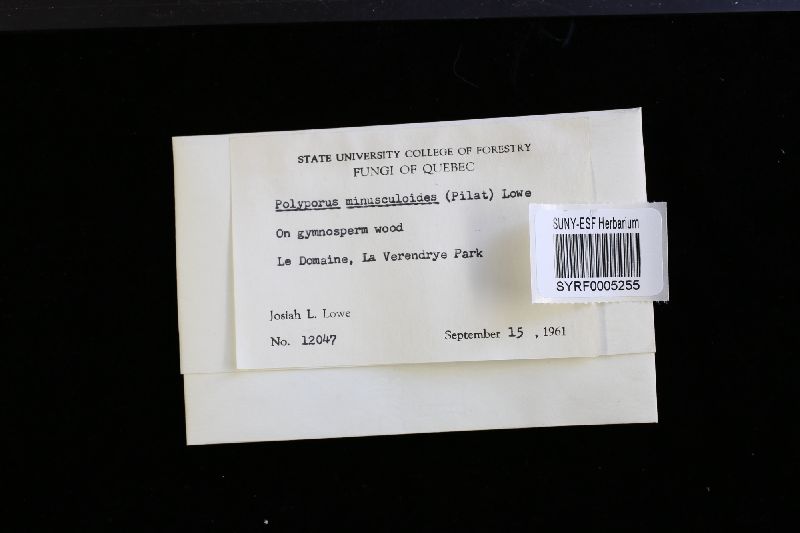 STATE UNIVERSITY COLLEGE OF FORESTRY
FUNGI OF QUEBEC
Polyporus minusculoides (Pilat) Lowe
On gymnosperm wood
Le Domaine, La Verendrye Park
Josiah L. Lowe
No. 12047
September 15 , 1961
SUNY-ESF Herbarium
SYRF0005255